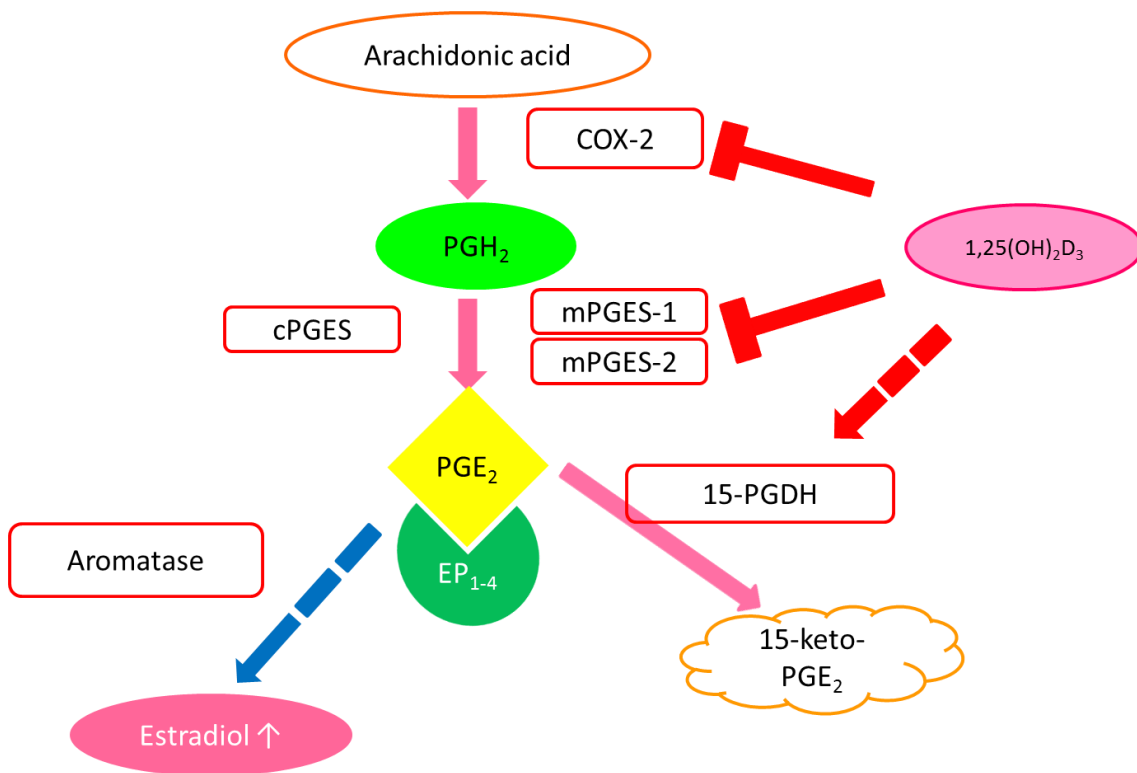 Arachidonic acid
COX-2
PGH₂
1,25(OH)₂D₃
cPGES
mPGES-1
mPGES-2
PGE₂
15-PGDH
Aromatase
EP₁₋₄
15-keto-
PGE₂
Estradiol ↑